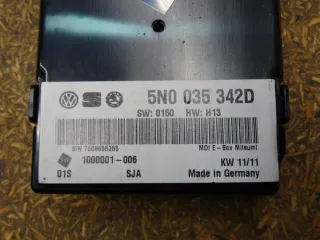 5N0 035 342D
SW: 0150 HW: H13
MDI E-Box Mitsumi
1000001-006 KW 11/11
01S SJA Made in Germany